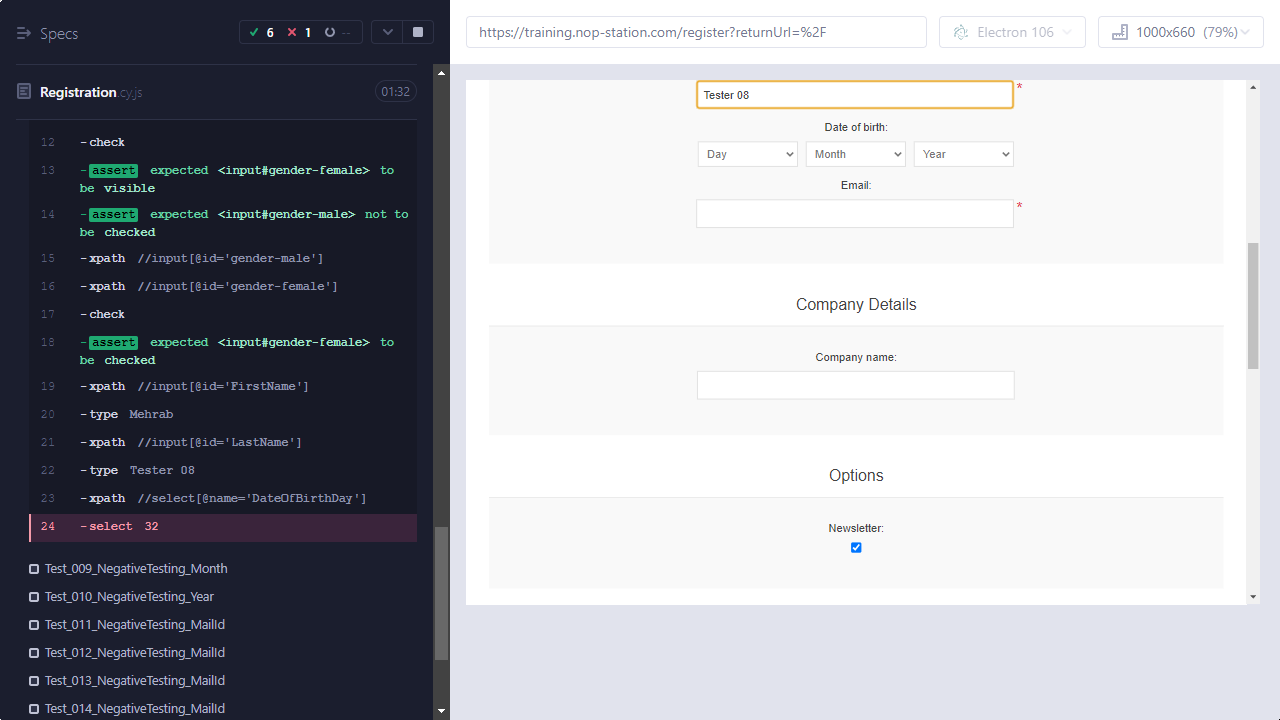 Specs
6 1 --
Registration.cy.js 01:32
12 -check
13 -assert expected <input#gender-female> to
be visible
14 -assert expected <input#gender-male> not to
be checked
15 -xpath //input[@id='gender-male']
16 -xpath //input[@id='gender-female']
17 -check
18 -assert expected <input#gender-female> to
be checked
19 -xpath //input[@id='FirstName']
20 -type Mehrab
21 -xpath //input[@id='LastName']
22 -type Tester 08
23 -xpath //select[@name='DateOfBirthDay']
24 -select 32
Test_009_NegativeTesting_Month
Test_010_NegativeTesting_Year
Test_011_NegativeTesting_MailId
Test_012_NegativeTesting_MailId
Test_013_NegativeTesting_MailId
Test_014_NegativeTesting_MailId
https://training.nop-station.com/register?returnUrl=%2F
Electron 106
1000x660 (79%)
Tester 08 *
Date of birth:
Day Month Year
Email:
*
Company Details
Company name:
Options
Newsletter: